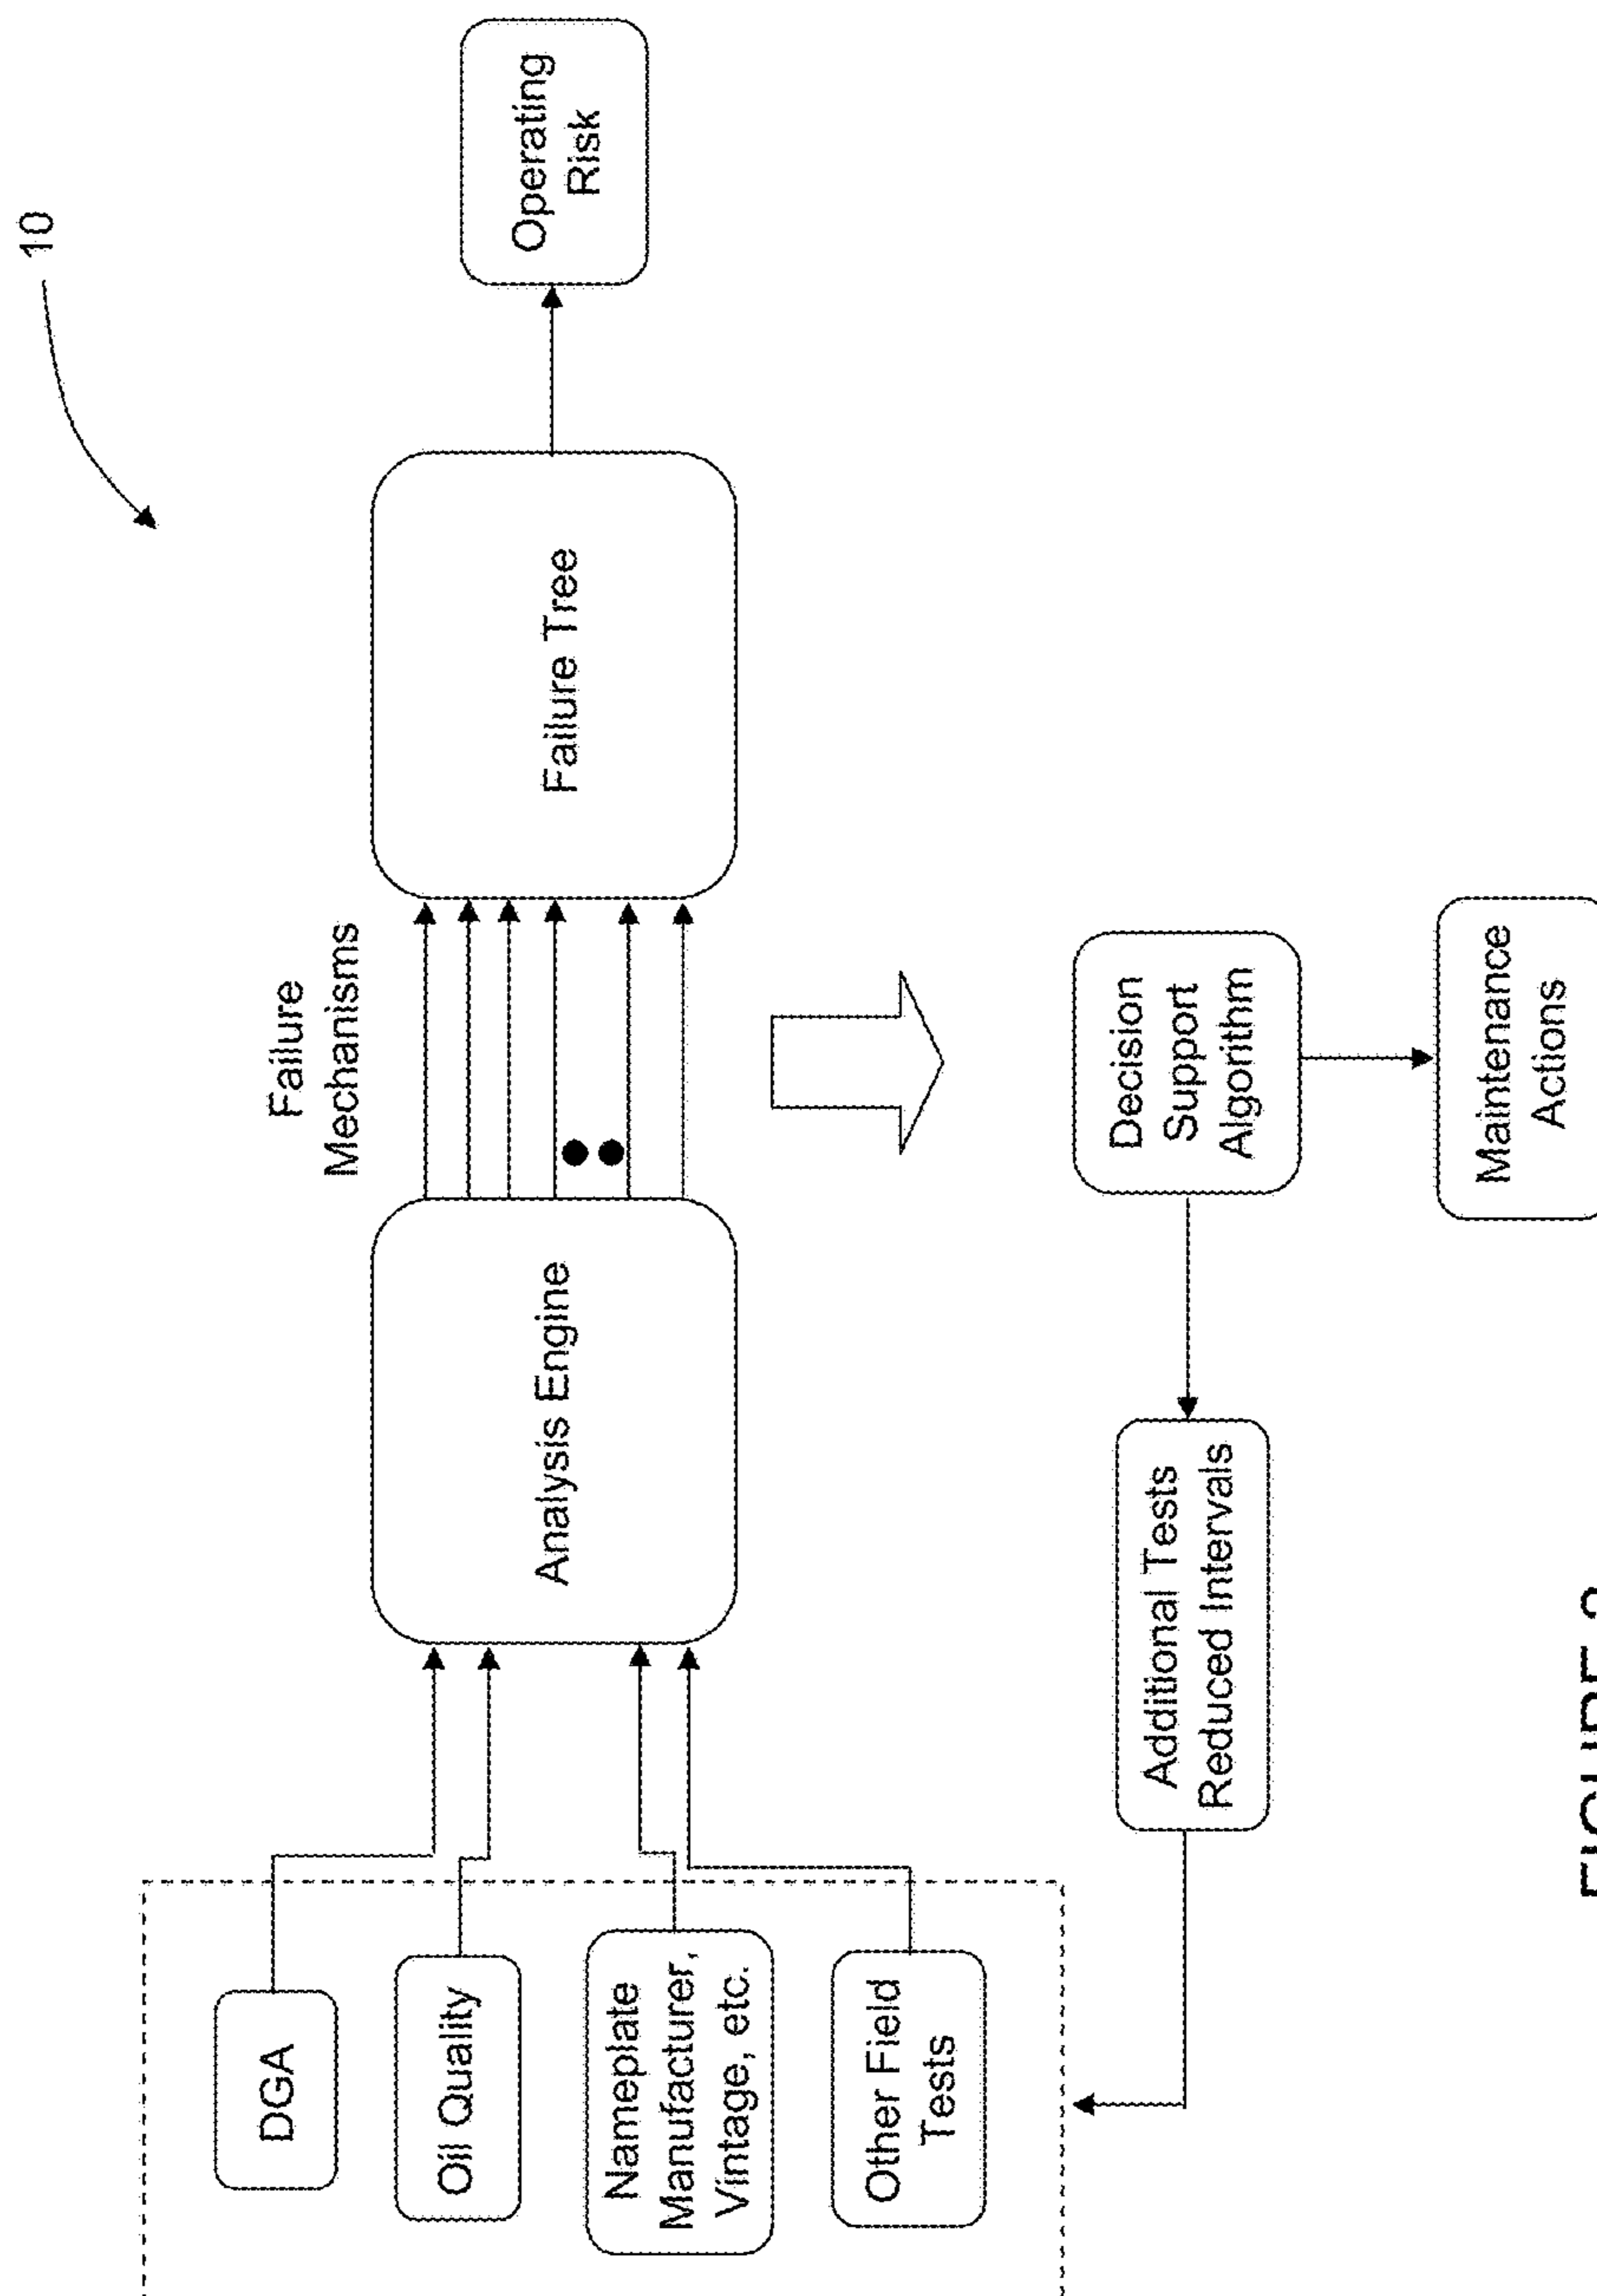 10
DGA
Oil Quality
Nameplate
Manufacturer,
Vintage, etc.
Other Field
Tests
Analysis Engine
Failure
Mechanisms
Failure Tree
Operating
Risk
Decision
Support
Algorithm
Additional Tests
Reduced Intervals
Maintenance
Actions
FIGURE